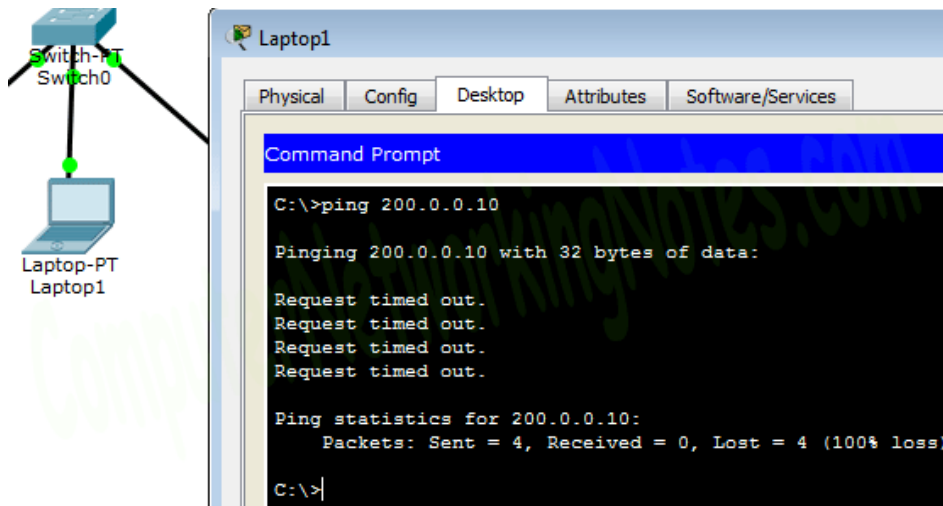 Switch-PT
Switch0
Laptop-PT
Laptop1
Laptop1
Physical Config Desktop Attributes Software/Services
Command Prompt
C:\>ping 200.0.0.10
Pinging 200.0.0.10 with 32 bytes of data:
Request timed out.
Request timed out.
Request timed out.
Request timed out.
Ping statistics for 200.0.0.10:
Packets: Sent = 4, Received = 0, Lost = 4 (100% loss)
C:\>
ComputerNetworkingNotes.com